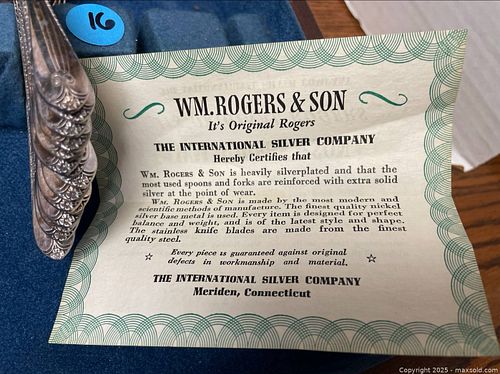 16
WM. ROGERS & SON
It's Original Rogers
THE INTERNATIONAL SILVER COMPANY
Hereby Certifies that
WM. ROGERS & SON is heavily silverplated and that the
most used spoons and forks are reinforced with extra solid
silver at the point of wear.
WM. ROGERS & SON is made by the most modern and
scientific methods of manufacture. The finest quality nickel
silver base metal is used. Every item is designed for perfect
balance and weight, and is of the latest style and shape.
The stainless knife blades are made from the finest
quality steel.
Every piece is guaranteed against original
defects in workmanship and material.
THE INTERNATIONAL SILVER COMPANY
Meriden, Connecticut
Copyright © 2025 - maxsold.com